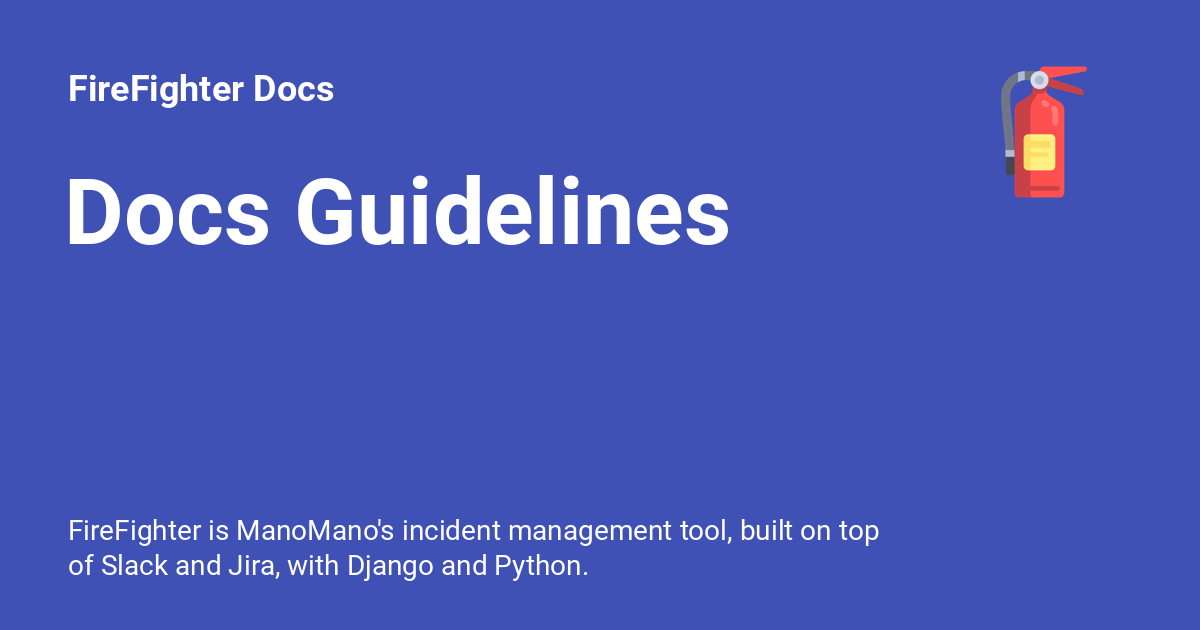 FireFighter Docs
Docs Guidelines
FireFighter is ManoMano's incident management tool, built on top
of Slack and Jira, with Django and Python.